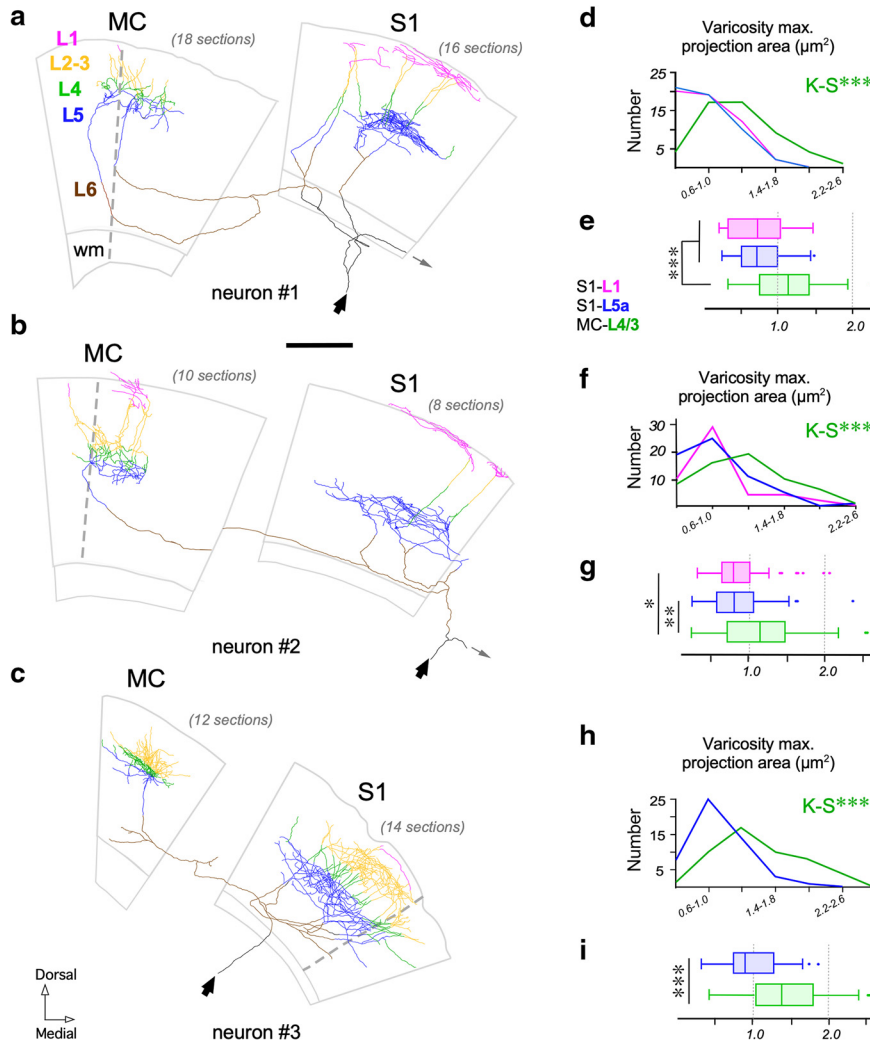 a
MC
S1
(18 sections)
(16 sections)
L1
L2-3
L4
L5
L6
wm
neuron #1
b
MC
S1
(10 sections)
(8 sections)
neuron #2
c
MC
S1
(12 sections)
(14 sections)
Dorsal
Medial
neuron #3
d
Varicosity max.
projection area (µm²)
K-S***
Number
25
15
5
0.6-1.0
1.4-1.8
2.2-2.6
e
***
S1-L1
S1-L5a
MC-L4/3
1.0
2.0
f
Varicosity max.
projection area (µm²)
K-S***
Number
30
20
10
0.6-1.0
1.4-1.8
2.2-2.6
g
*
**
1.0
2.0
h
Varicosity max.
projection area (µm²)
K-S***
Number
25
15
5
0.6-1.0
1.4-1.8
2.2-2.6
i
***
1.0
2.0